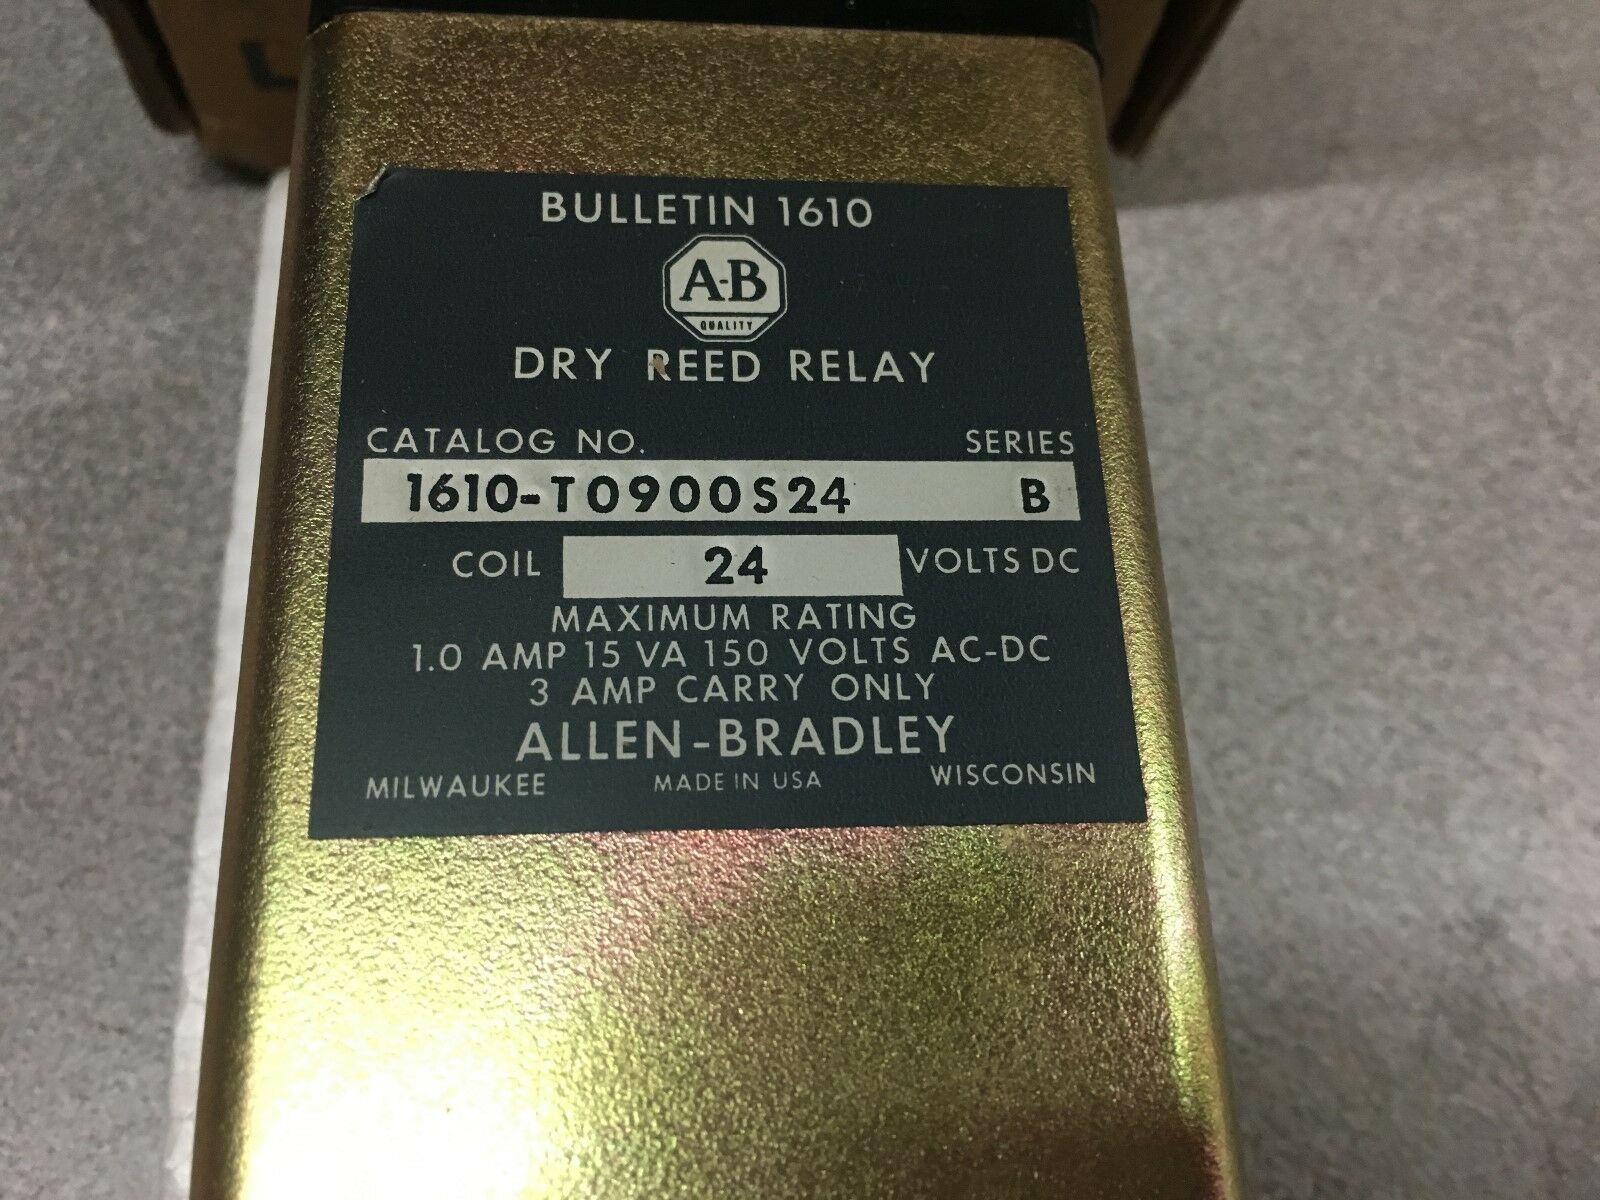 BULLETIN 1610
A-B
QUALITY
DRY REED RELAY
CATALOG NO. SERIES
1610-T0900S24 B
COIL 24 VOLTS DC
MAXIMUM RATING
1.0 AMP 15 VA 150 VOLTS AC-DC
3 AMP CARRY ONLY
ALLEN-BRADLEY
MILWAUKEE MADE IN USA WISCONSIN